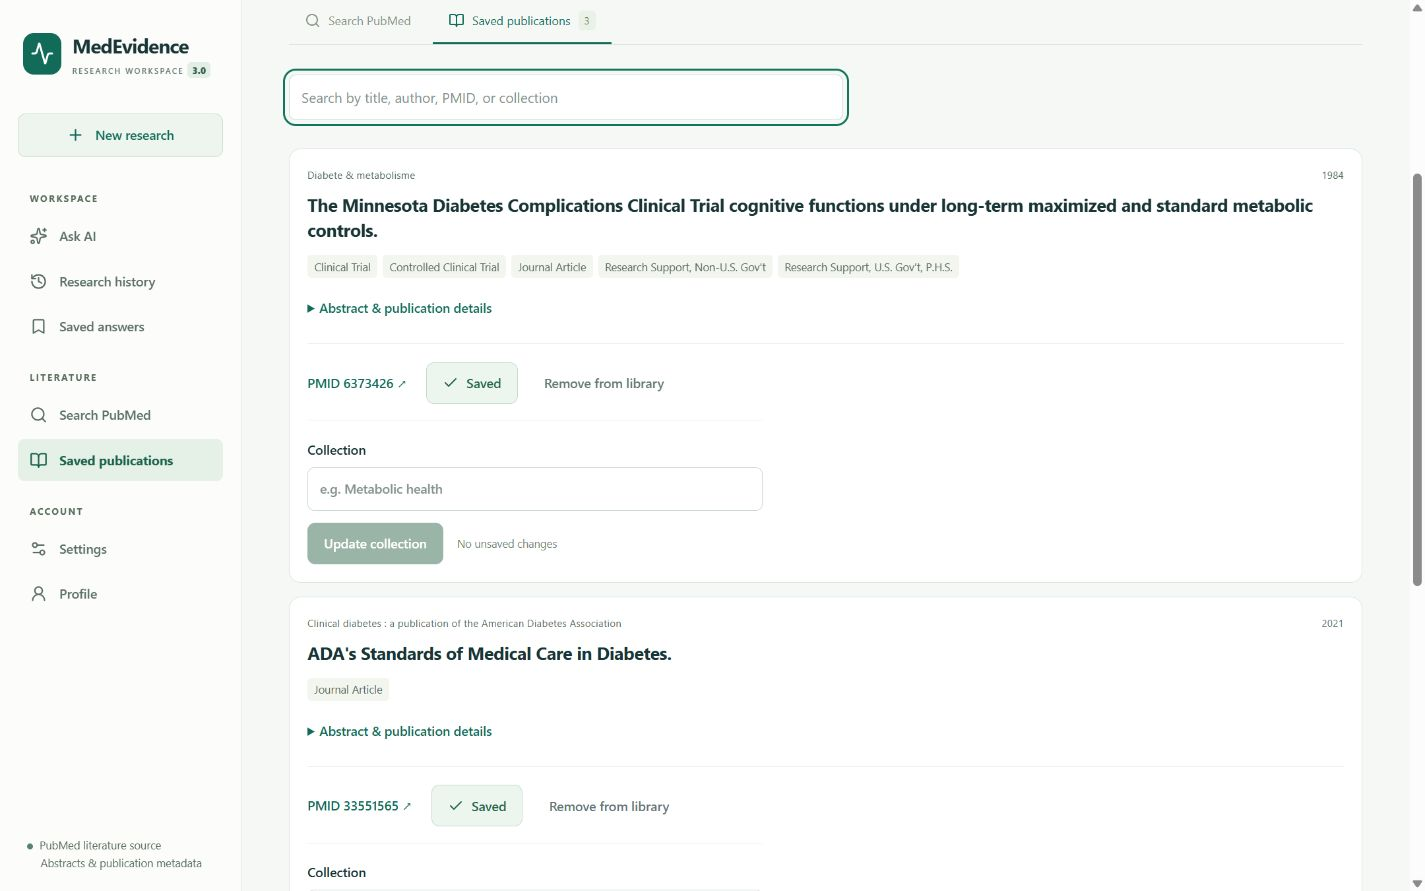 MedEvidence
RESEARCH WORKSPACE 3.0
New research
WORKSPACE
Ask AI
Research history
Saved answers
LITERATURE
Search PubMed
Saved publications
ACCOUNT
Settings
Profile
PubMed literature source
Abstracts & publication metadata
Search PubMed
Saved publications 3
Search by title, author, PMID, or collection
Diabete & metabolisme
1984
The Minnesota Diabetes Complications Clinical Trial cognitive functions under long-term maximized and standard metabolic
controls.
Clinical Trial
Controlled Clinical Trial
Journal Article
Research Support, Non-U.S. Gov't
Research Support, U.S. Gov't, P.H.S.
Abstract & publication details
PMID 6373426 ↗
Saved
Remove from library
Collection
e.g. Metabolic health
Update collection
No unsaved changes
Clinical diabetes : a publication of the American Diabetes Association
2021
ADA's Standards of Medical Care in Diabetes.
Journal Article
Abstract & publication details
PMID 33551565 ↗
Saved
Remove from library
Collection